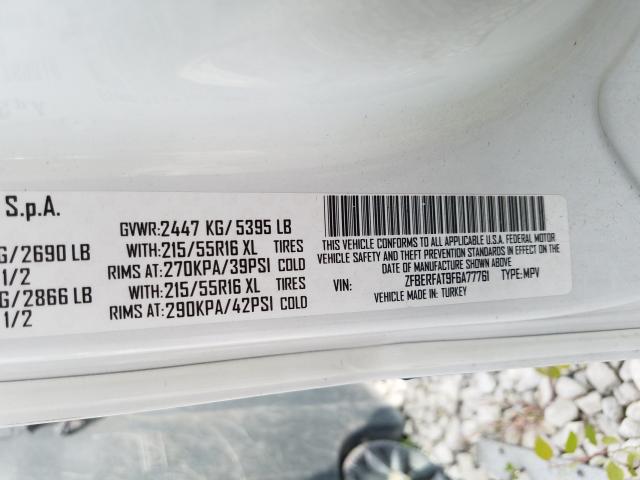 S.p.A.
G/2690 LB
1/2
G/2866 LB
1/2
GVWR:2447 KG/5395 LB
WITH:215/55R16 XL TIRES
RIMS AT:270KPA/39PSI COLD
WITH:215/55R16 XL TIRES
RIMS AT:290KPA/42PSI COLD
THIS VEHICLE CONFORMS TO ALL APPLICABLE U.S.A. FEDERAL MOTOR
VEHICLE SAFETY AND THEFT PREVENTION STANDARDS IN EFFECT
ON THE DATE OF MANUFACTURE SHOWN ABOVE.
VIN: ZFBERFAT9F6A77761 TYPE:MPV
VEHICLE MADE IN: TURKEY